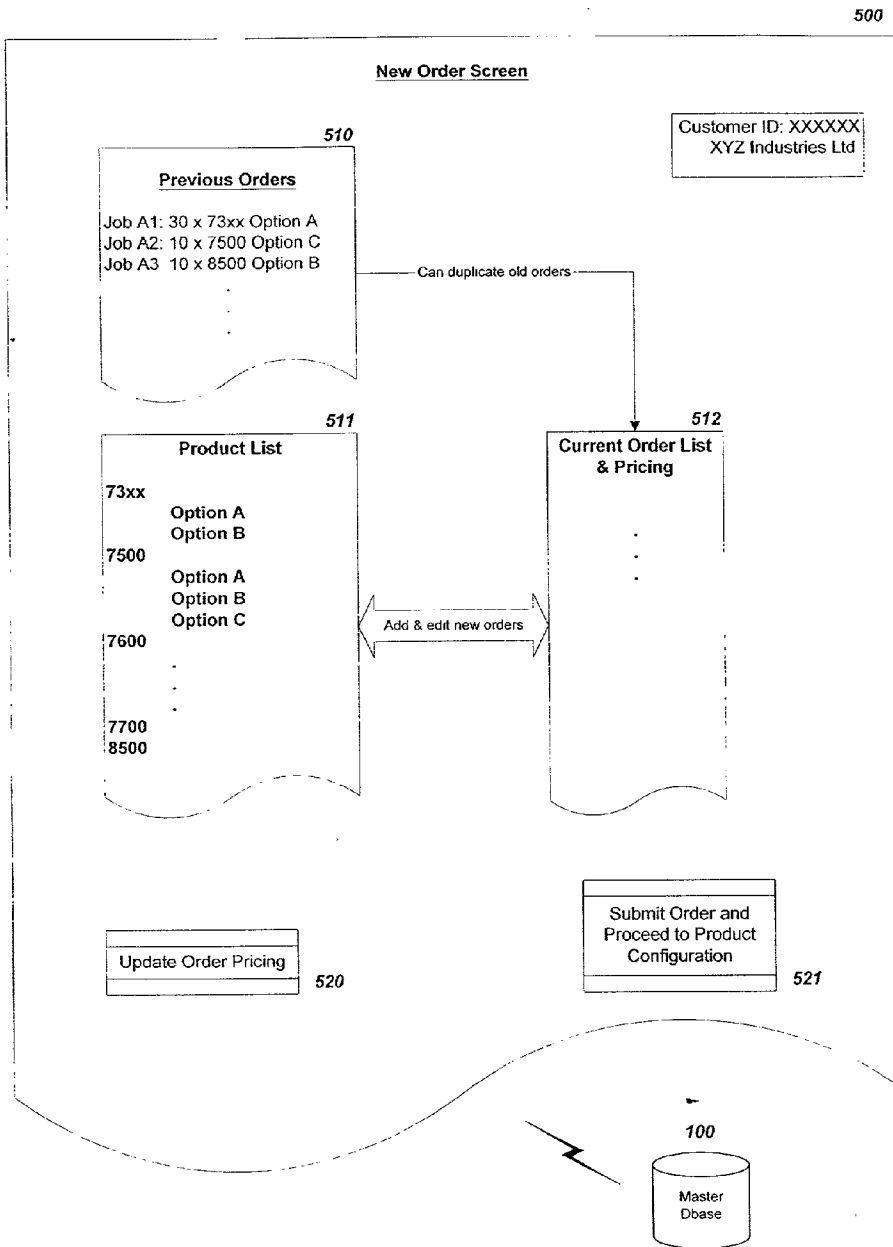 500
New Order Screen
Customer ID: XXXXXX
XYZ Industries Ltd
510
Previous Orders
Job A1: 30 x 73xx Option A
Job A2: 10 x 7500 Option C
Job A3 10 x 8500 Option B
Can duplicate old orders
511
Product List
73xx
Option A
Option B
7500
Option A
Option B
Option C
7600
7700
8500
512
Current Order List
& Pricing
Add & edit new orders
Update Order Pricing
520
Submit Order and
Proceed to Product
Configuration
521
100
Master
Dbase